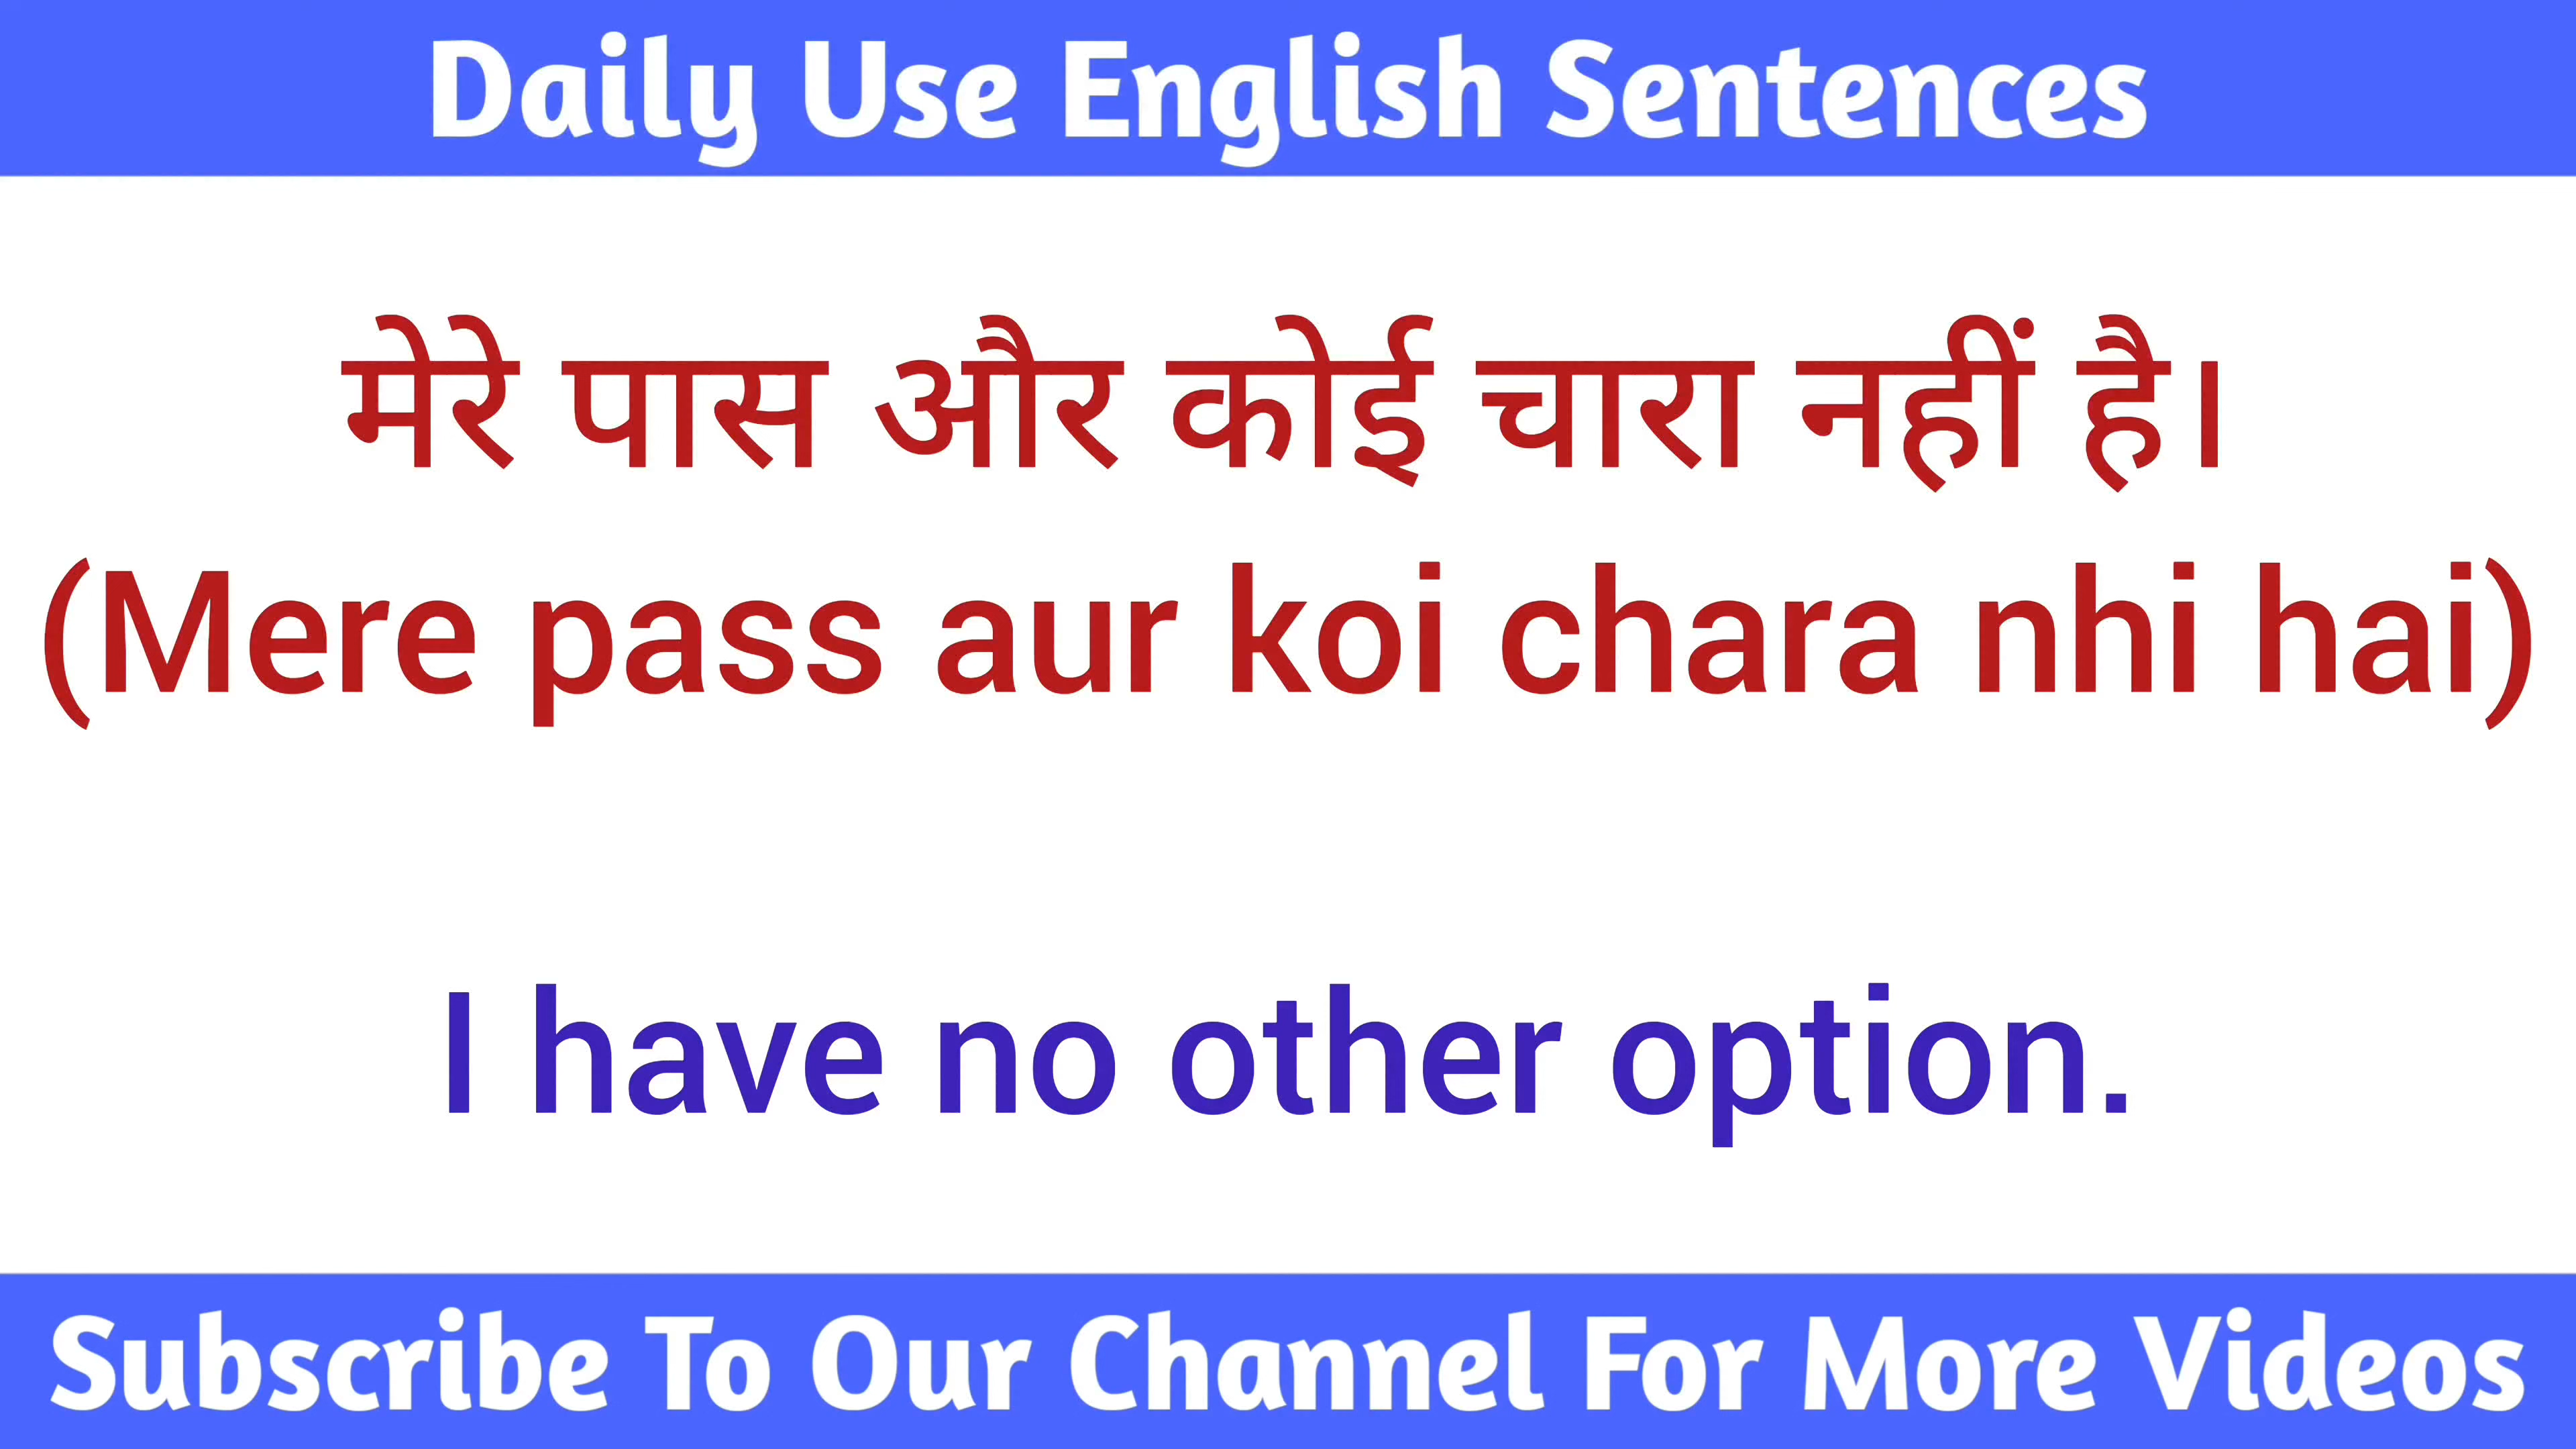 Daily Use English Sentences
मेरे पास और कोई चारा नहीं है।
(Mere pass aur koi chara nhi hai)
I have no other option.
Subscribe To Our Channel For More Videos